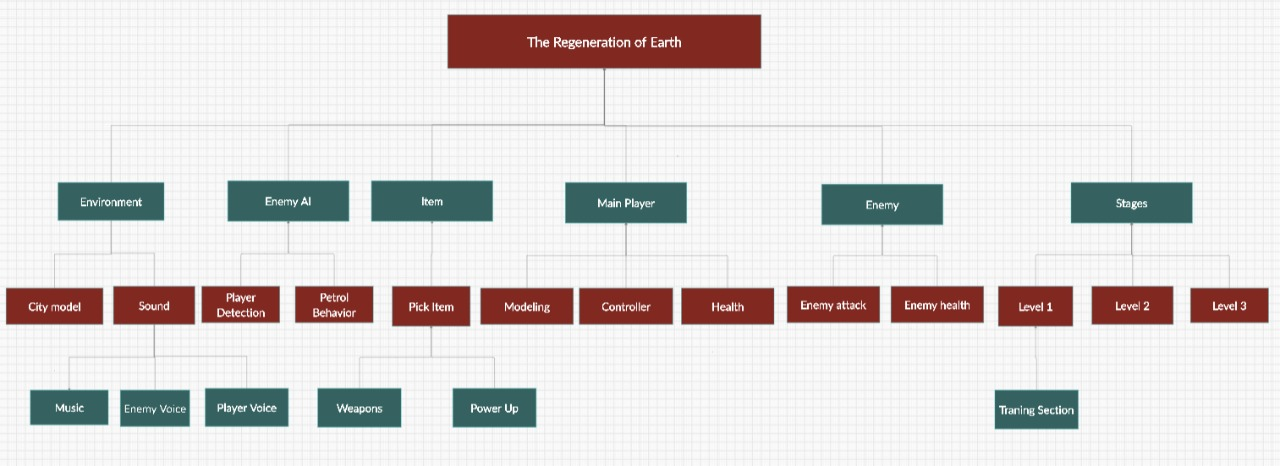 The Regeneration of Earth
Environment
Enemy AI
Item
Main Player
Enemy
Stages
City model
Sound
Player
Detection
Petrol
Behavior
Pick Item
Modeling
Controller
Health
Enemy attack
Enemy health
Level 1
Level 2
Level 3
Music
Enemy Voice
Player Voice
Weapons
Power Up
Traning Section